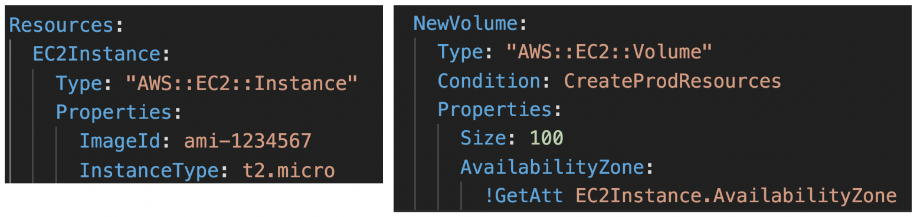 Resources:
EC2Instance:
Type: "AWS::EC2::Instance"
Properties:
ImageId: ami-1234567
InstanceType: t2.micro
NewVolume:
Type: "AWS::EC2::Volume"
Condition: CreateProdResources
Properties:
Size: 100
AvailabilityZone:
!GetAtt EC2Instance.AvailabilityZone